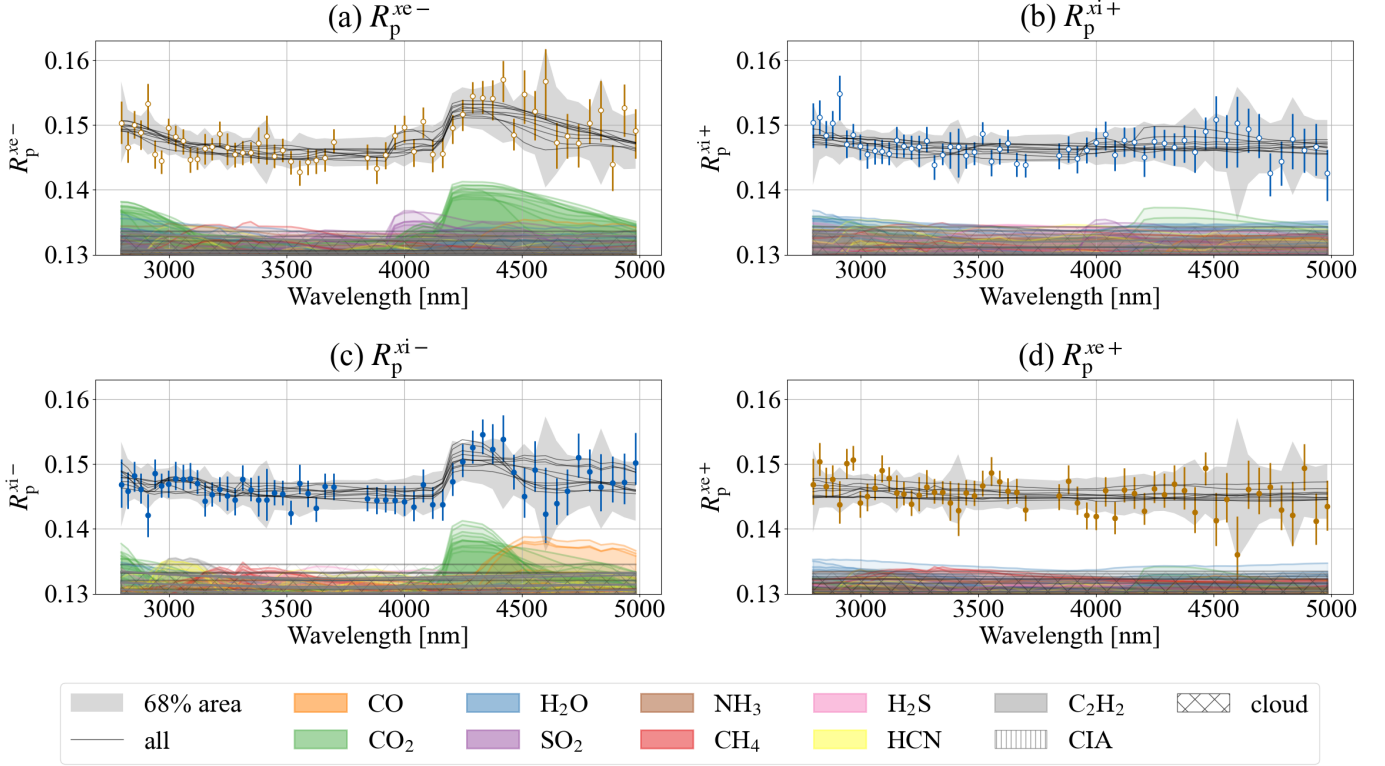 (a) R_p^{xe−}
(b) R_p^{xi+}
0.16
0.15
0.14
0.13
R_p^{xe−}
3000 3500 4000 4500 5000
Wavelength [nm]
0.16
0.15
0.14
0.13
R_p^{xi+}
3000 3500 4000 4500 5000
Wavelength [nm]
(c) R_p^{xi−}
(d) R_p^{xe+}
0.16
0.15
0.14
0.13
R_p^{xi−}
3000 3500 4000 4500 5000
Wavelength [nm]
0.16
0.15
0.14
0.13
R_p^{xe+}
3000 3500 4000 4500 5000
Wavelength [nm]
68% area CO H₂O NH₃ H₂S C₂H₂ cloud
all CO₂ SO₂ CH₄ HCN CIA